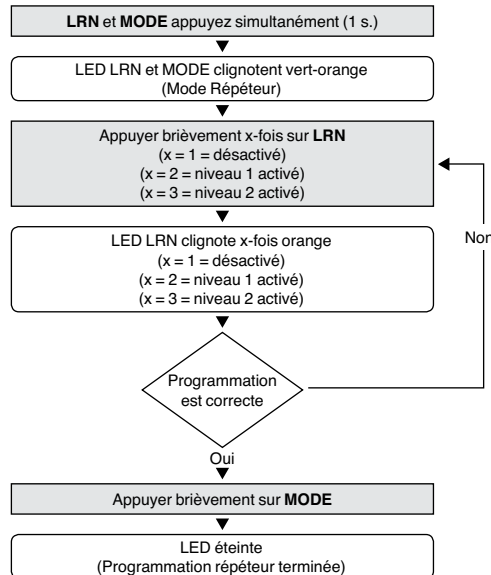 LRN et MODE appuyez simultanément (1 s.)
LED LRN et MODE clignotent vert-orange
(Mode Répéteur)
Appuyer brièvement x-fois sur LRN
(x = 1 = désactivé)
(x = 2 = niveau 1 activé)
(x = 3 = niveau 2 activé)
LED LRN clignote x-fois orange
(x = 1 = désactivé)
(x = 2 = niveau 1 activé)
(x = 3 = niveau 2 activé)
Non
Programmation
est correcte
Oui
Appuyer brièvement sur MODE
LED éteinte
(Programmation répéteur terminée)